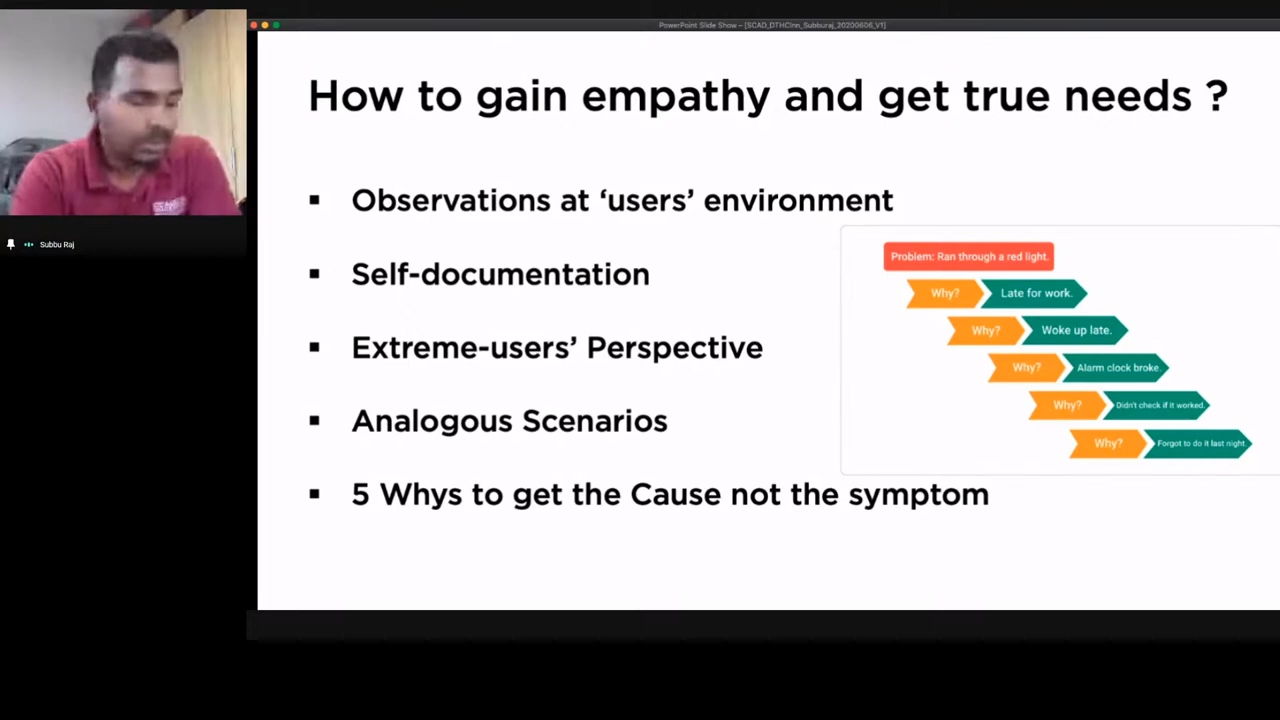 PowerPoint Slide Show – [SCAD_DTHCInn_Subburaj_20200606_V1]
How to gain empathy and get true needs ?
▪ Observations at ‘users’ environment
▪ Self-documentation
▪ Extreme-users’ Perspective
▪ Analogous Scenarios
▪ 5 Whys to get the Cause not the symptom
Problem: Ran through a red light.
Why? Late for work.
Why? Woke up late.
Why? Alarm clock broke.
Why? Didn't check if it worked.
Why? Forgot to do it last night.
Subbu Raj